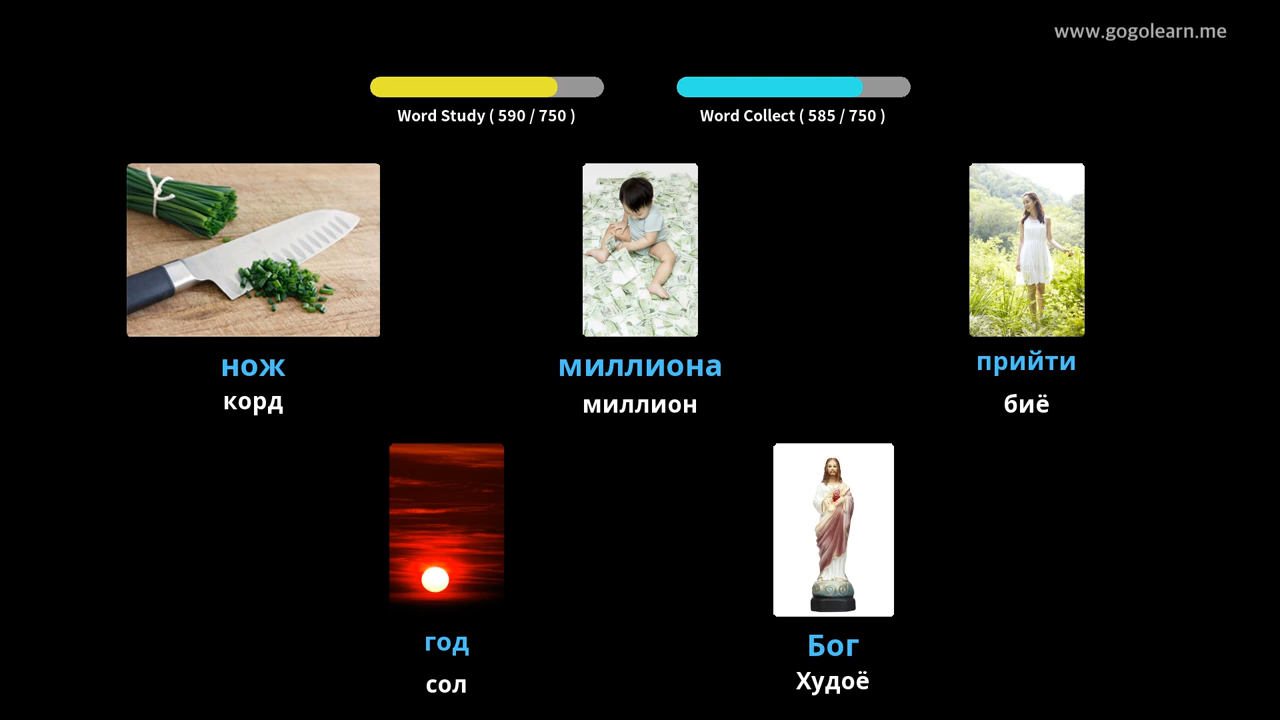 www.gogolearn.me
Word Study ( 590 / 750 )
Word Collect ( 585 / 750 )
нож
корд
миллиона
миллион
прийти
биё
год
сол
Бог
Худоё